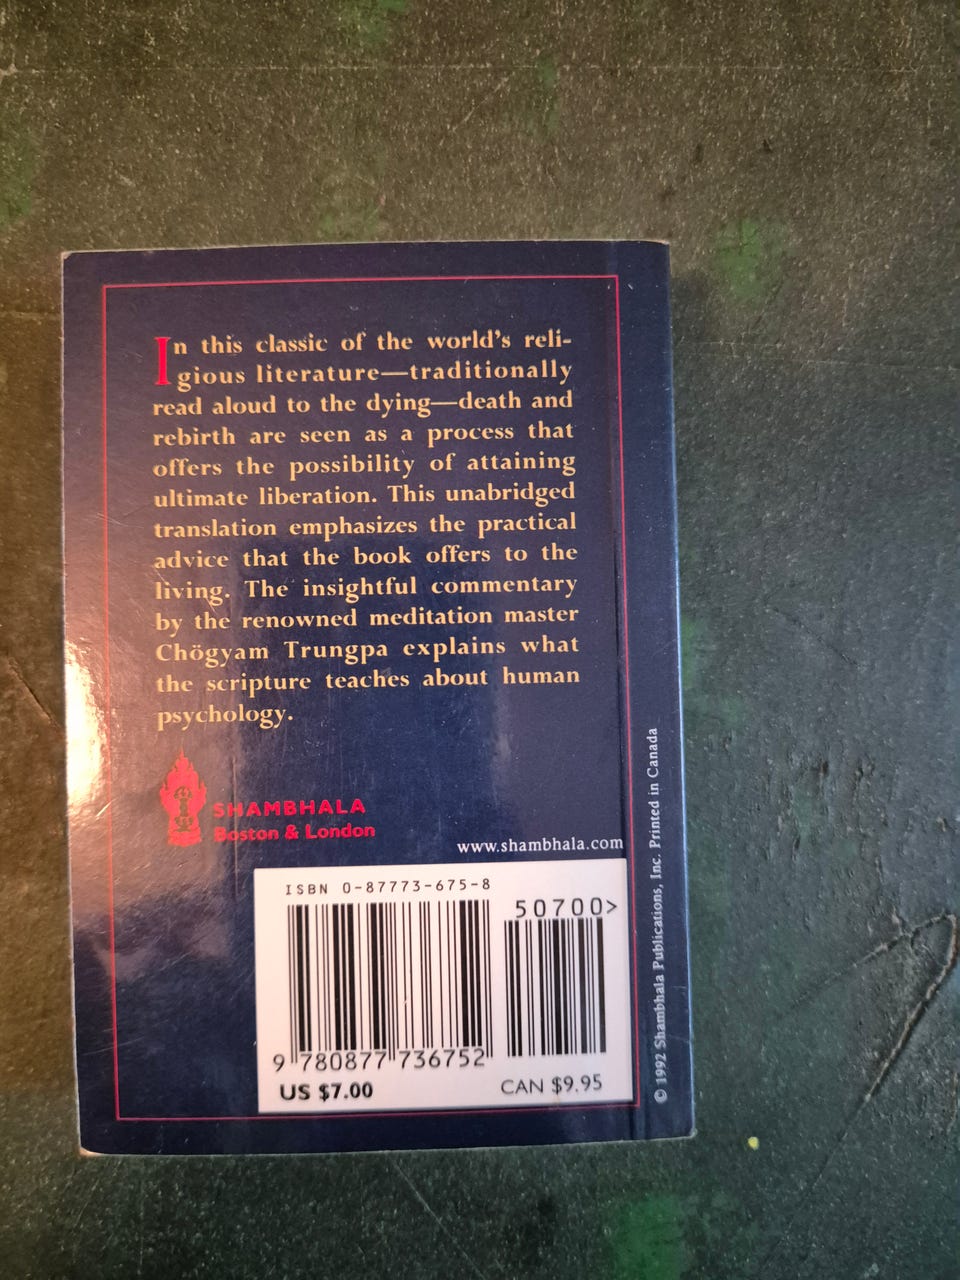 In this classic of the world's reli-
gious literature—traditionally
read aloud to the dying—death and
rebirth are seen as a process that
offers the possibility of attaining
ultimate liberation. This unabridged
translation emphasizes the practical
advice that the book offers to the
living. The insightful commentary
by the renowned meditation master
Chögyam Trungpa explains what
the scripture teaches about human
psychology.
SHAMBHALA
Boston & London
www.shambhala.com
ISBN 0-87773-675-8
50700>
9 780877 736752
US $7.00
CAN $9.95
© 1992 Shambhala Publications, Inc. Printed in Canada